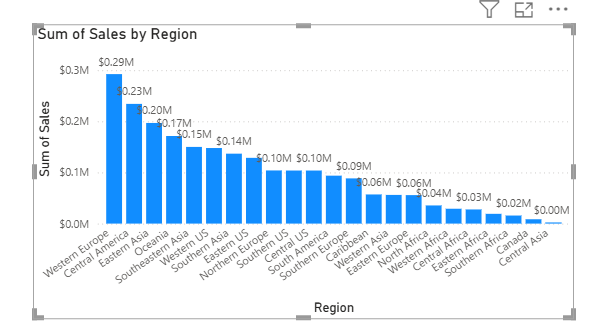 Sum of Sales by Region
$0.29M
$0.23M
$0.20M
$0.17M
$0.15M
$0.14M
$0.10M
$0.10M
$0.09M
$0.06M
$0.06M
$0.04M
$0.03M
$0.02M
$0.00M
$0.3M
$0.2M
$0.1M
$0.0M
Sum of Sales
Western Europe
Central America
Eastern Asia
Oceania
Southeastern Asia
Western US
Southern Asia
Eastern US
Northern Europe
Southern US
Central US
South America
Southern Europe
Caribbean
Western Asia
Eastern Europe
North Africa
Western Africa
Central Africa
Eastern Africa
Southern Africa
Canada
Central Asia
Region